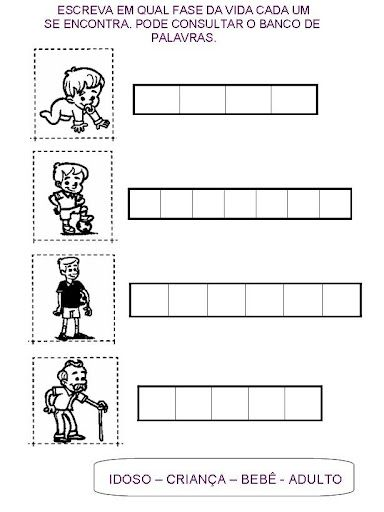 ESCREVA EM QUAL FASE DA VIDA CADA UM
SE ENCONTRA. PODE CONSULTAR O BANCO DE
PALAVRAS.
IDOSO – CRIANÇA – BEBÊ - ADULTO